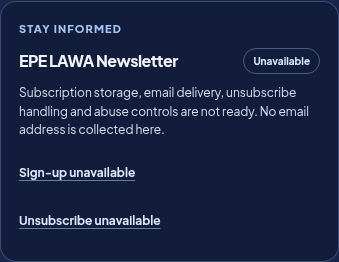 STAY INFORMED
EPE LAWA Newsletter
Unavailable
Subscription storage, email delivery, unsubscribe
handling and abuse controls are not ready. No email
address is collected here.
Sign-up unavailable
Unsubscribe unavailable